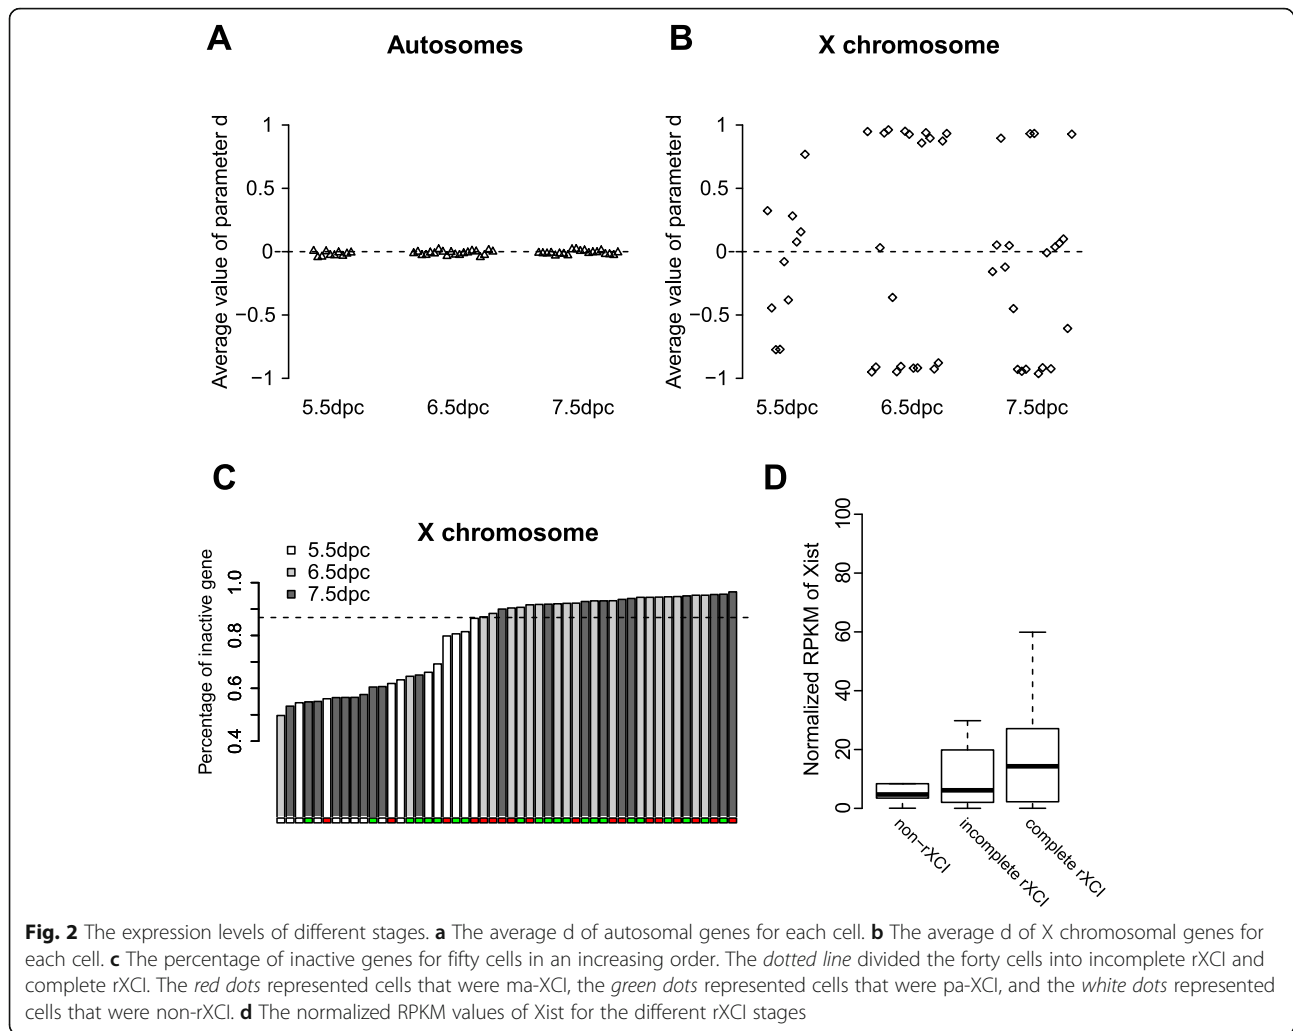 A
Autosomes
Average value of parameter d
1
0.5
0
−0.5
−1
5.5dpc 6.5dpc 7.5dpc
B
X chromosome
Average value of parameter d
1
0.5
0
−0.5
−1
5.5dpc 6.5dpc 7.5dpc
C
X chromosome
5.5dpc
6.5dpc
7.5dpc
Percentage of inactive gene
1.0
0.8
0.6
0.4
D
Normalized RPKM of Xist
100
80
60
40
20
0
non−rXCI
incomplete rXCI
complete rXCI
Fig. 2 The expression levels of different stages. a The average d of autosomal genes for each cell. b The average d of X chromosomal genes for
each cell. c The percentage of inactive genes for fifty cells in an increasing order. The dotted line divided the forty cells into incomplete rXCI and
complete rXCI. The red dots represented cells that were ma-XCI, the green dots represented cells that were pa-XCI, and the white dots represented
cells that were non-rXCI. d The normalized RPKM values of Xist for the different rXCI stages